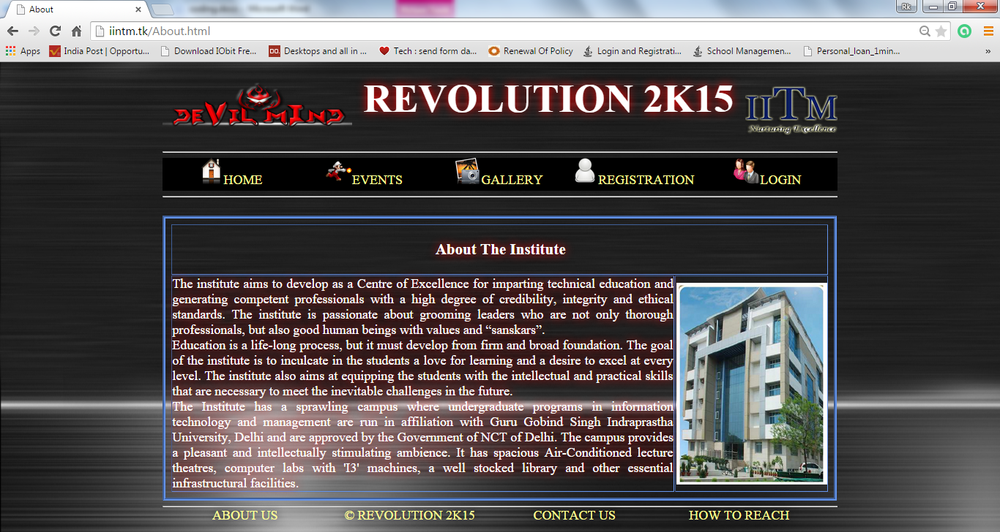 About
Rk
iintm.tk/About.html
Apps
India Post | Opportu...
Download IObit Fre...
DO.
Desktops and all in ...
Tech : send form da...
Renewal Of Policy
Login and Registrati...
School Managemen...
Personal_loan_1min...
»
DEVIL MIND
REVOLUTION 2K15
IITM
Nurturing Excellence
HOME
EVENTS
GALLERY
REGISTRATION
LOGIN
About The Institute
The institute aims to develop as a Centre of Excellence for imparting technical education and
generating competent professionals with a high degree of credibility, integrity and ethical
standards. The institute is passionate about grooming leaders who are not only thorough
professionals, but also good human beings with values and “sanskars”.
Education is a life-long process, but it must develop from firm and broad foundation. The goal
of the institute is to inculcate in the students a love for learning and a desire to excel at every
level. The institute also aims at equipping the students with the intellectual and practical skills
that are necessary to meet the inevitable challenges in the future.
The Institute has a sprawling campus where undergraduate programs in information
technology and management are run in affiliation with Guru Gobind Singh Indraprastha
University, Delhi and are approved by the Government of NCT of Delhi. The campus provides
a pleasant and intellectually stimulating ambience. It has spacious Air-Conditioned lecture
theatres, computer labs with 'I3' machines, a well stocked library and other essential
infrastructural facilities.
ABOUT US
© REVOLUTION 2K15
CONTACT US
HOW TO REACH